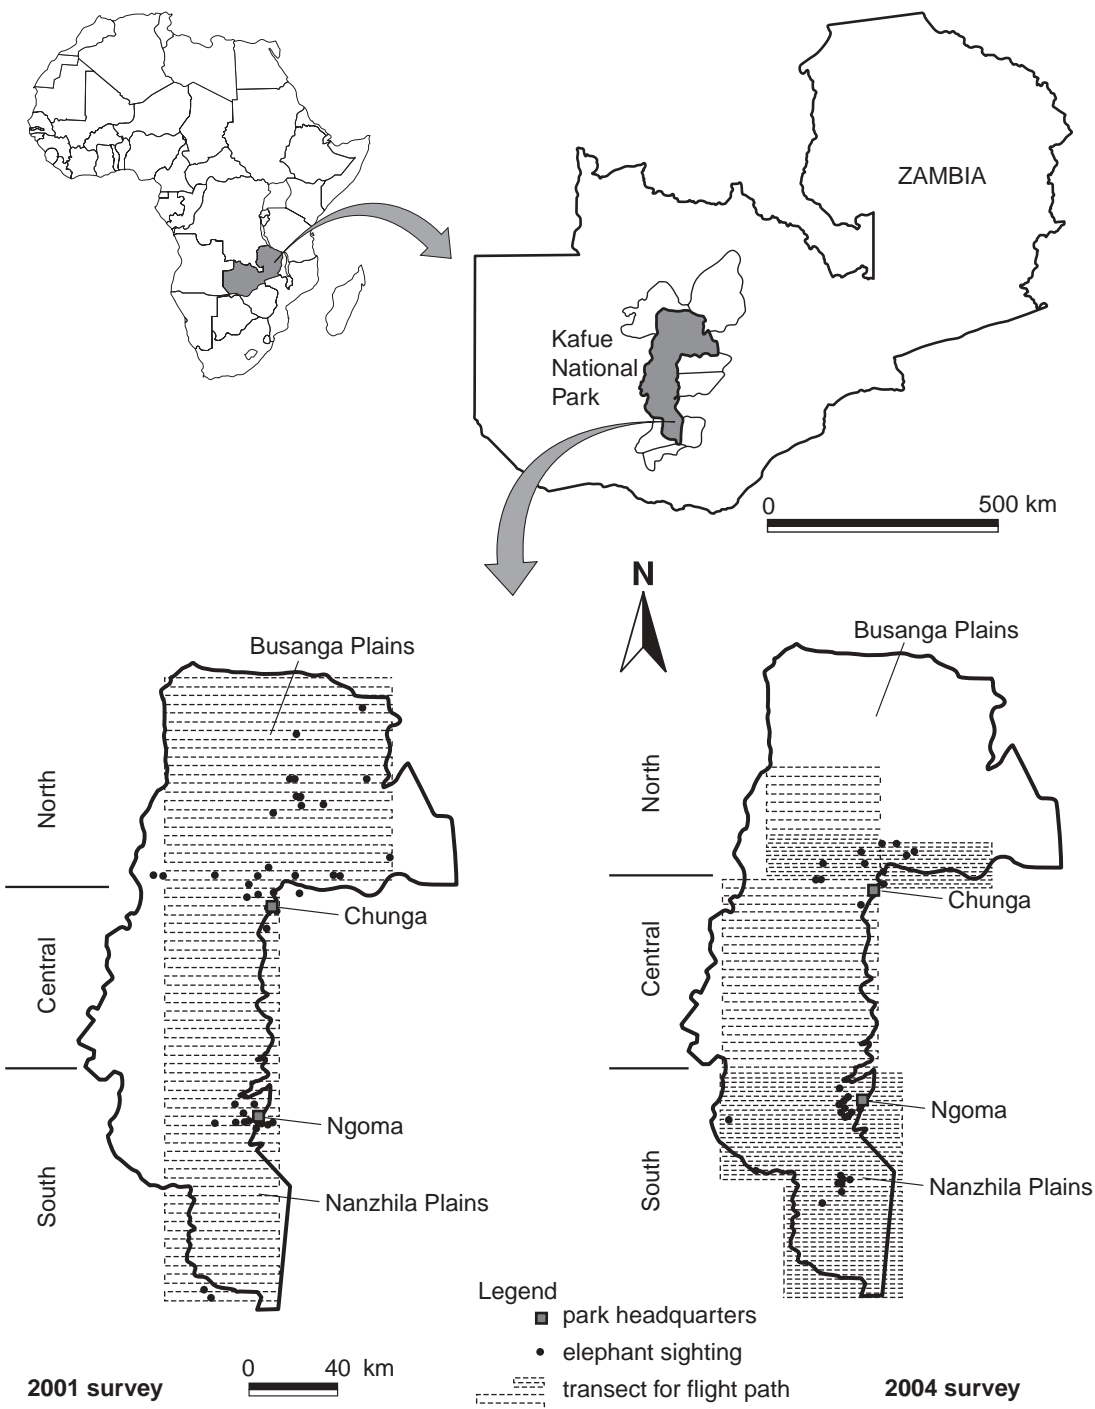 ZAMBIA
Kafue
National
Park
0 500 km
N
Busanga Plains
North
Chunga
Central
Ngoma
South
Nanzhila Plains
0 40 km
2001 survey
Busanga Plains
North
Chunga
Central
Ngoma
South
Nanzhila Plains
2004 survey
Legend
park headquarters
elephant sighting
transect for flight path